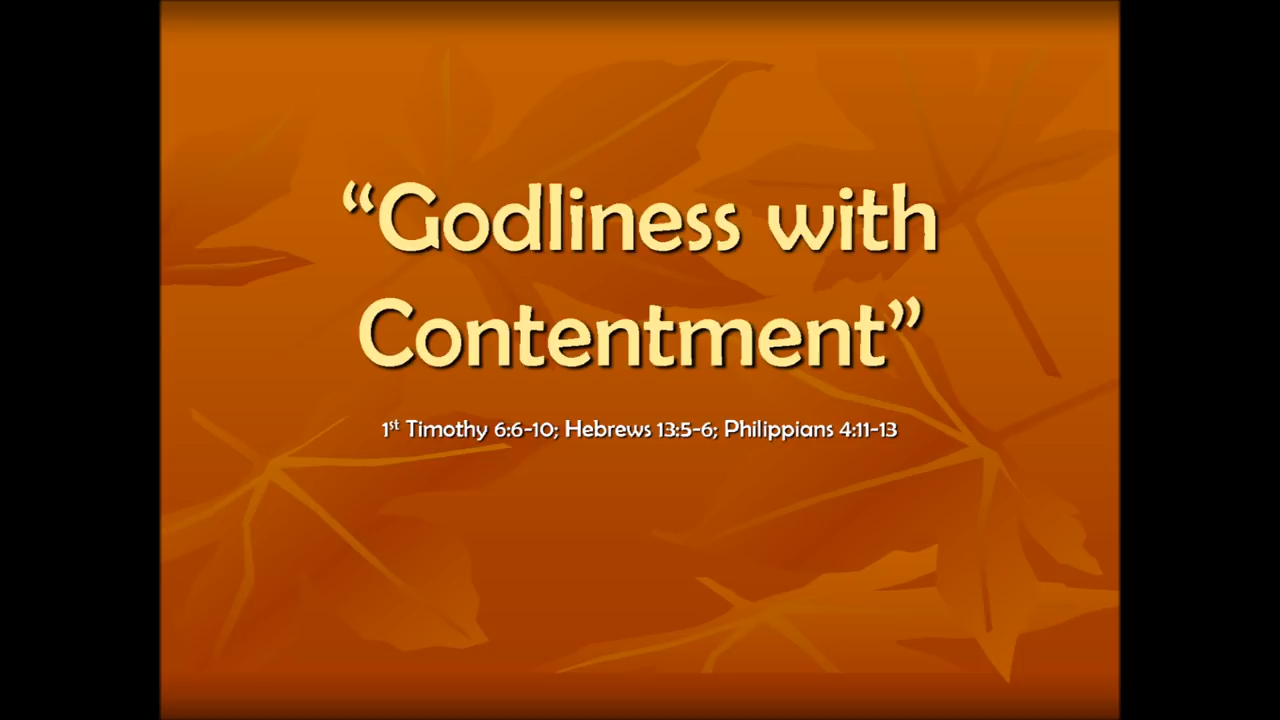 “Godliness with
Contentment”
1st Timothy 6:6-10; Hebrews 13:5-6; Philippians 4:11-13